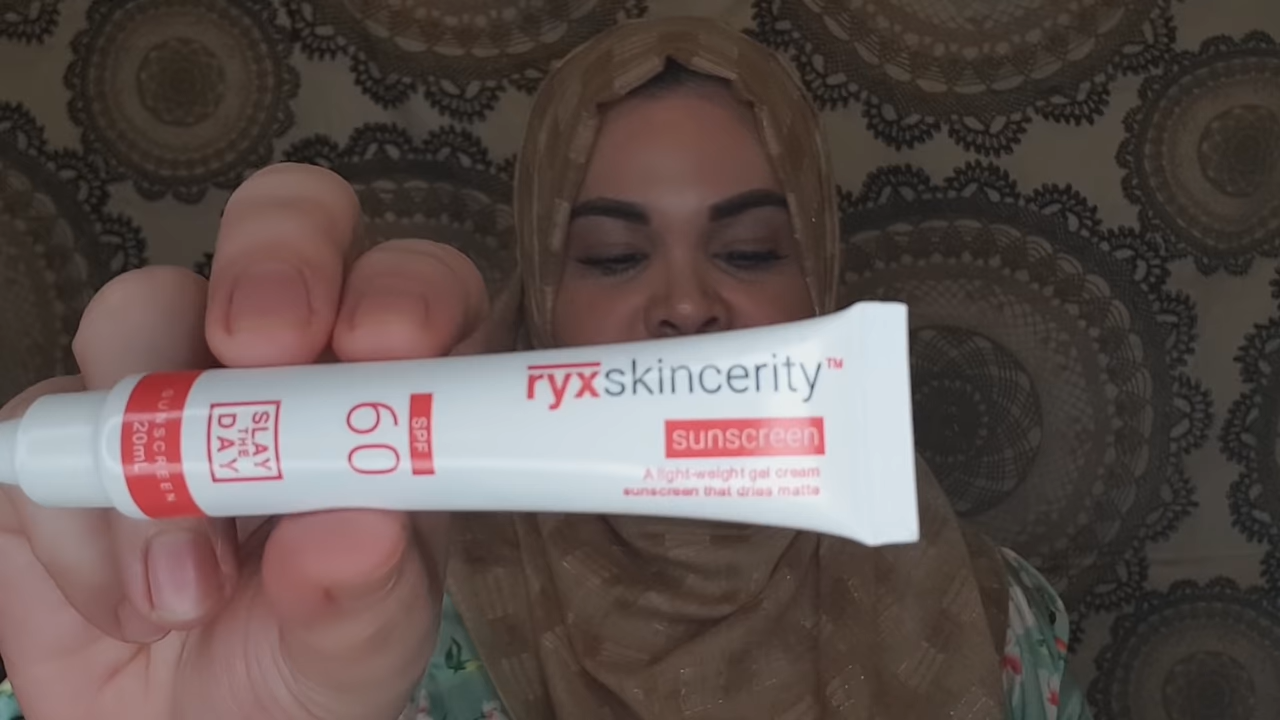 ryxskincerity™
sunscreen
A light-weight gel cream
sunscreen that dries matte
SPF
60
SLAY
THE
DAY
SUNSCREEN
20mL